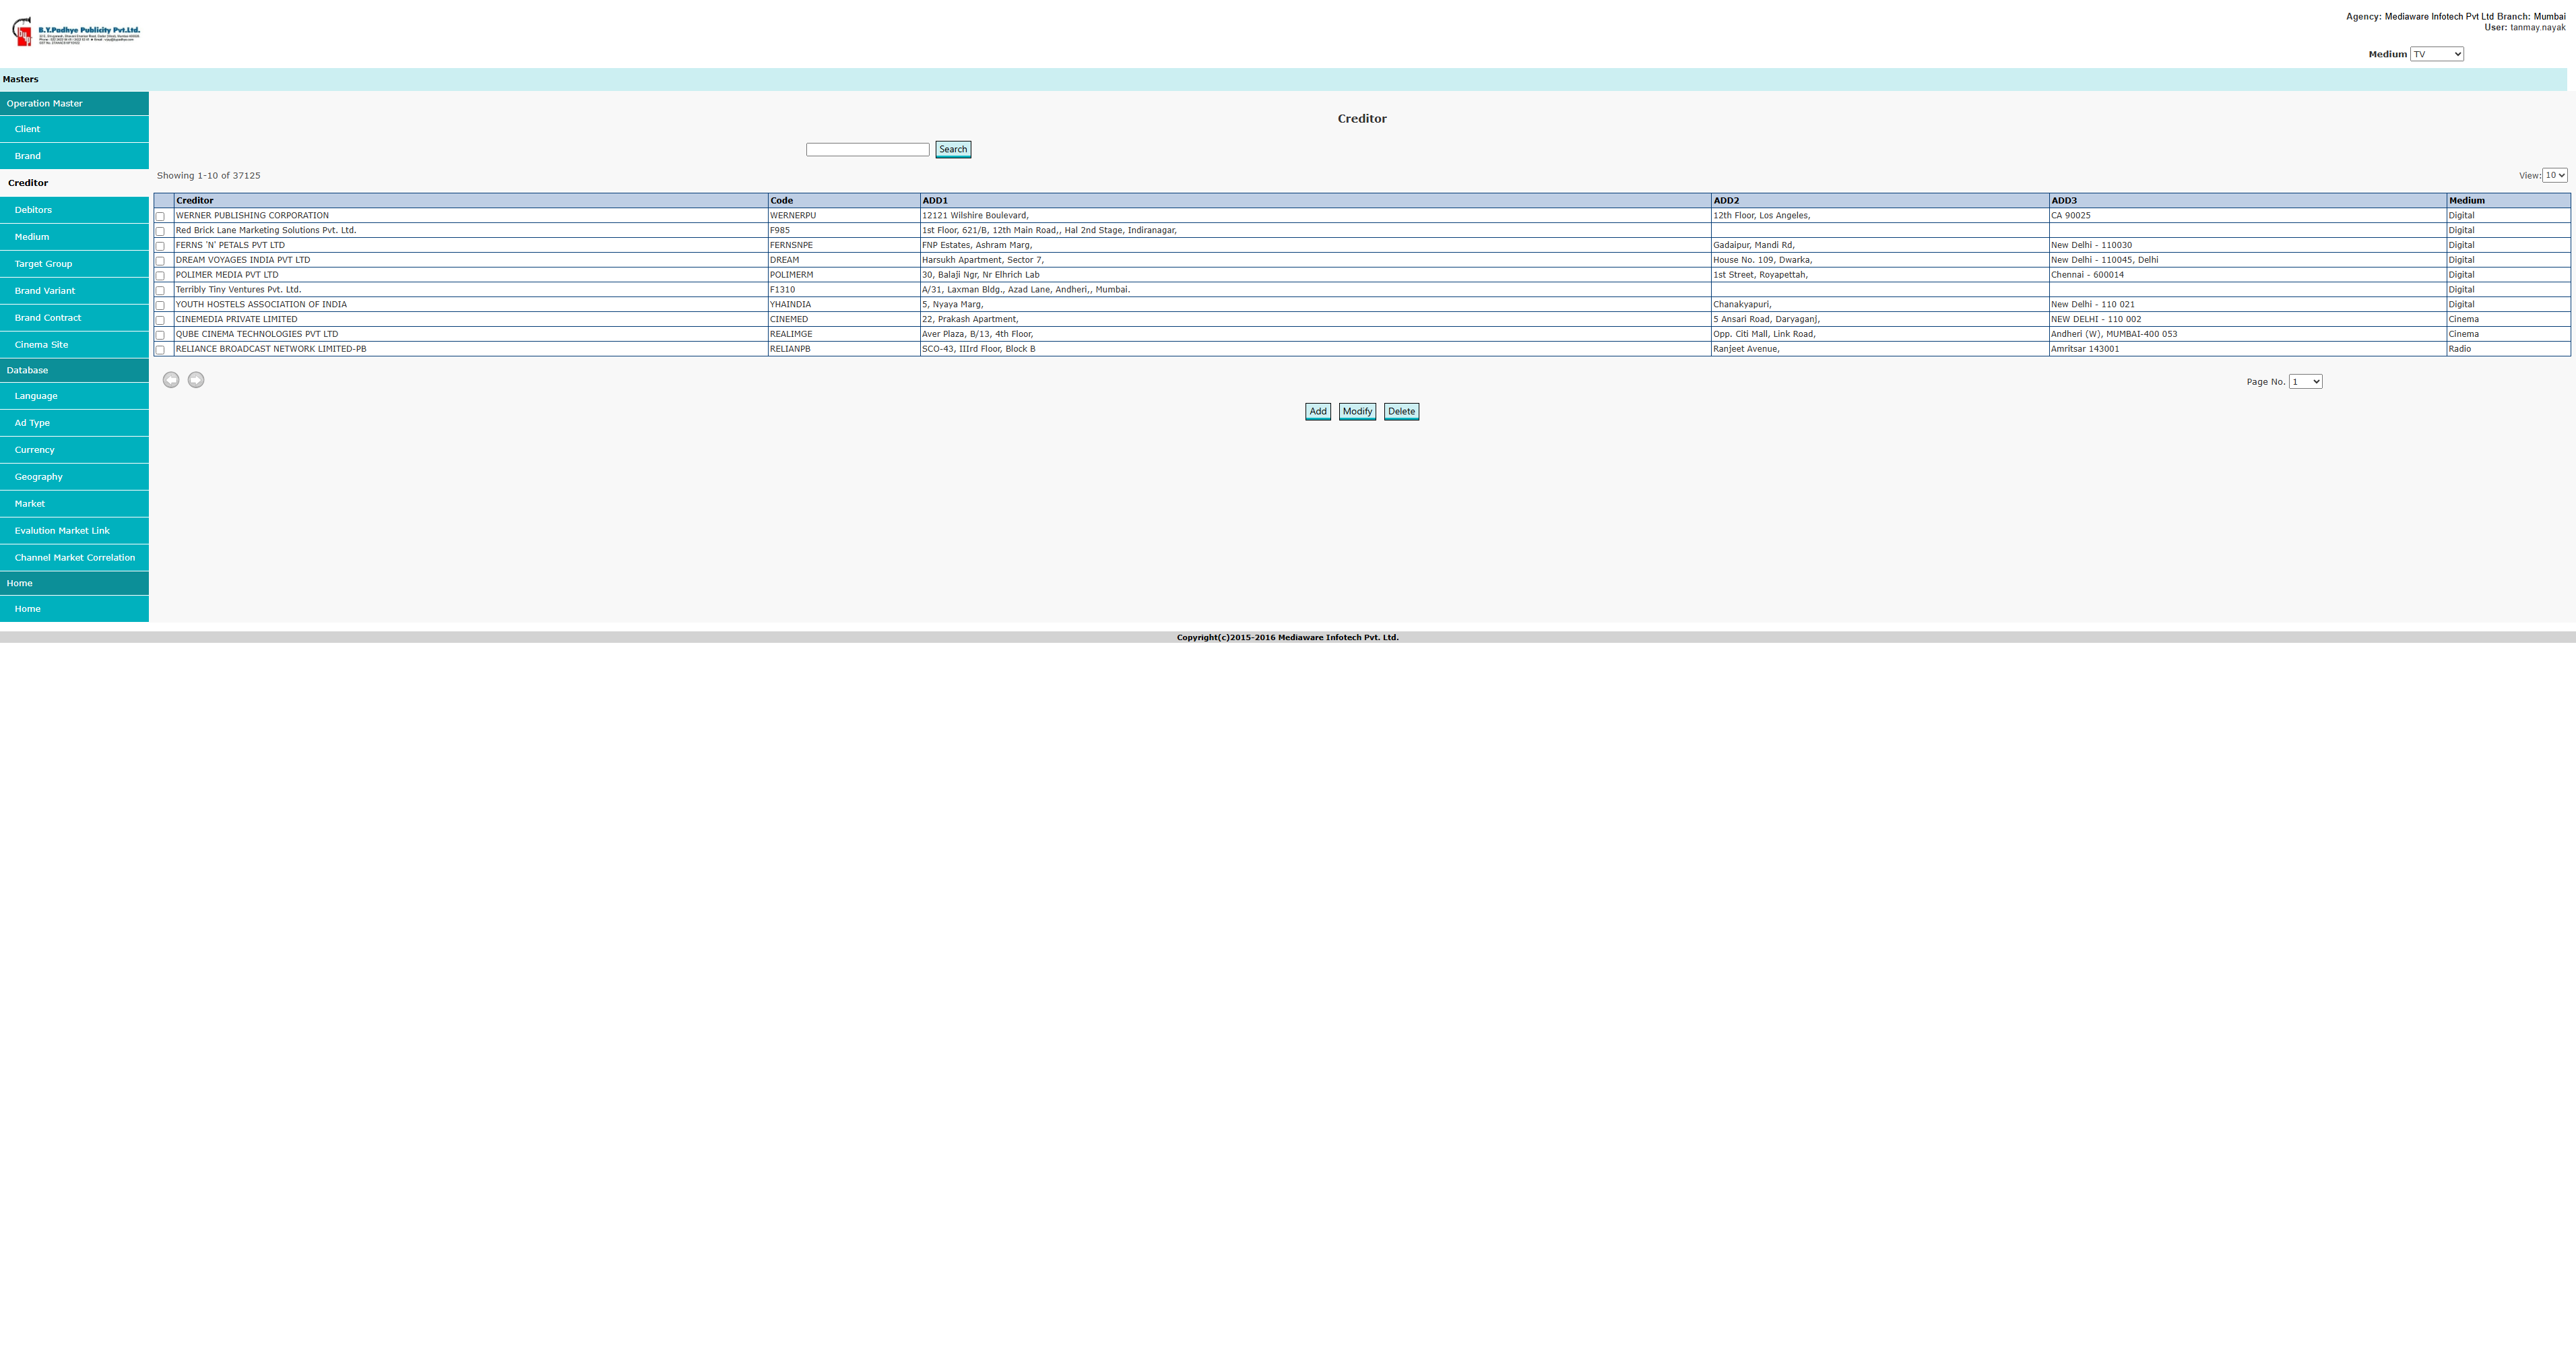 B.Y.Padhye Publicity Pvt.Ltd.
Agency: Mediaware Infotech Pvt Ltd Branch: Mumbai
User: tanmay.nayak
Medium TV
Masters
Operation Master
Client
Brand
Creditor
Debitors
Medium
Target Group
Brand Variant
Brand Contract
Cinema Site
Database
Language
Ad Type
Currency
Geography
Market
Evalution Market Link
Channel Market Correlation
Home
Home
Creditor
Search
Showing 1-10 of 37125 View: 10
Creditor Code ADD1 ADD2 ADD3 Medium
WERNER PUBLISHING CORPORATION WERNERPU 12121 Wilshire Boulevard, 12th Floor, Los Angeles, CA 90025 Digital
Red Brick Lane Marketing Solutions Pvt. Ltd. F985 1st Floor, 621/B, 12th Main Road,, Hal 2nd Stage, Indiranagar, Digital
FERNS 'N' PETALS PVT LTD FERNSNPE FNP Estates, Ashram Marg, Gadaipur, Mandi Rd, New Delhi - 110030 Digital
DREAM VOYAGES INDIA PVT LTD DREAM Harsukh Apartment, Sector 7, House No. 109, Dwarka, New Delhi - 110045, Delhi Digital
POLIMER MEDIA PVT LTD POLIMERM 30, Balaji Ngr, Nr Elhrich Lab 1st Street, Royapettah, Chennai - 600014 Digital
Terribly Tiny Ventures Pvt. Ltd. F1310 A/31, Laxman Bldg., Azad Lane, Andheri,, Mumbai. Digital
YOUTH HOSTELS ASSOCIATION OF INDIA YHAINDIA 5, Nyaya Marg, Chanakyapuri, New Delhi - 110 021 Digital
CINEMEDIA PRIVATE LIMITED CINEMED 22, Prakash Apartment, 5 Ansari Road, Daryaganj, NEW DELHI - 110 002 Cinema
QUBE CINEMA TECHNOLOGIES PVT LTD REALIMGE Aver Plaza, B/13, 4th Floor, Opp. Citi Mall, Link Road, Andheri (W), MUMBAI-400 053 Cinema
RELIANCE BROADCAST NETWORK LIMITED-PB RELIANPB SCO-43, IIIrd Floor, Block B Ranjeet Avenue, Amritsar 143001 Radio
Page No. 1
Add Modify Delete
Copyright(c)2015-2016 Mediaware Infotech Pvt. Ltd.